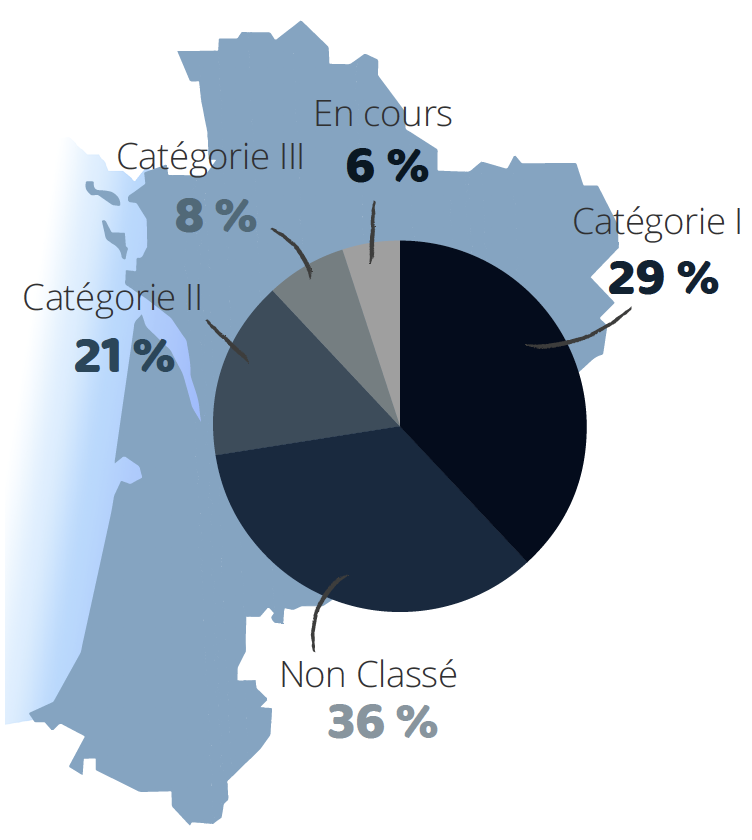 En cours
6 %
Catégorie III
8 %
Catégorie I
29 %
Catégorie II
21 %
Non Classé
36 %